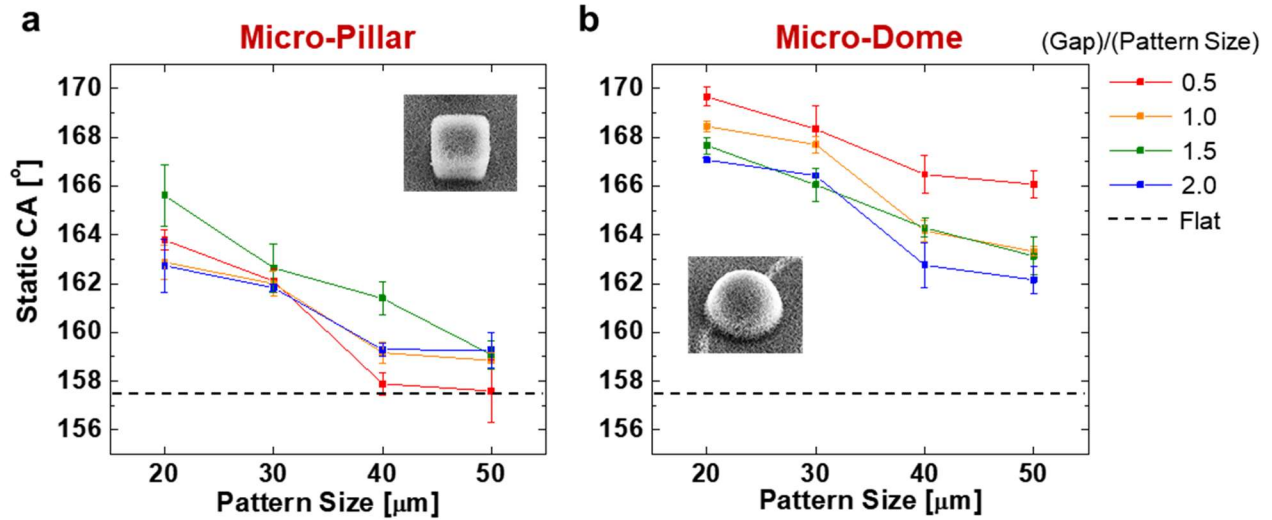 a
Micro-Pillar
Static CA [o]
170
168
166
164
162
160
158
156
20 30 40 50
Pattern Size [μm]
b
Micro-Dome
170
168
166
164
162
160
158
156
20 30 40 50
Pattern Size [μm]
(Gap)/(Pattern Size)
0.5
1.0
1.5
2.0
Flat